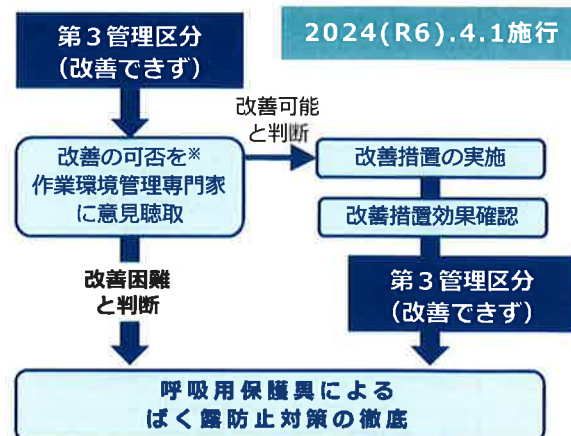 第３管理区分
（改善できず）
2024(R6).4.1施行
改善可能
と判断
改善の可否を※
作業環境管理専門家
に意見聴取
改善措置の実施
改善措置効果確認
改善困難
と判断
第３管理区分
（改善できず）
呼吸用保護具による
ばく露防止対策の徹底